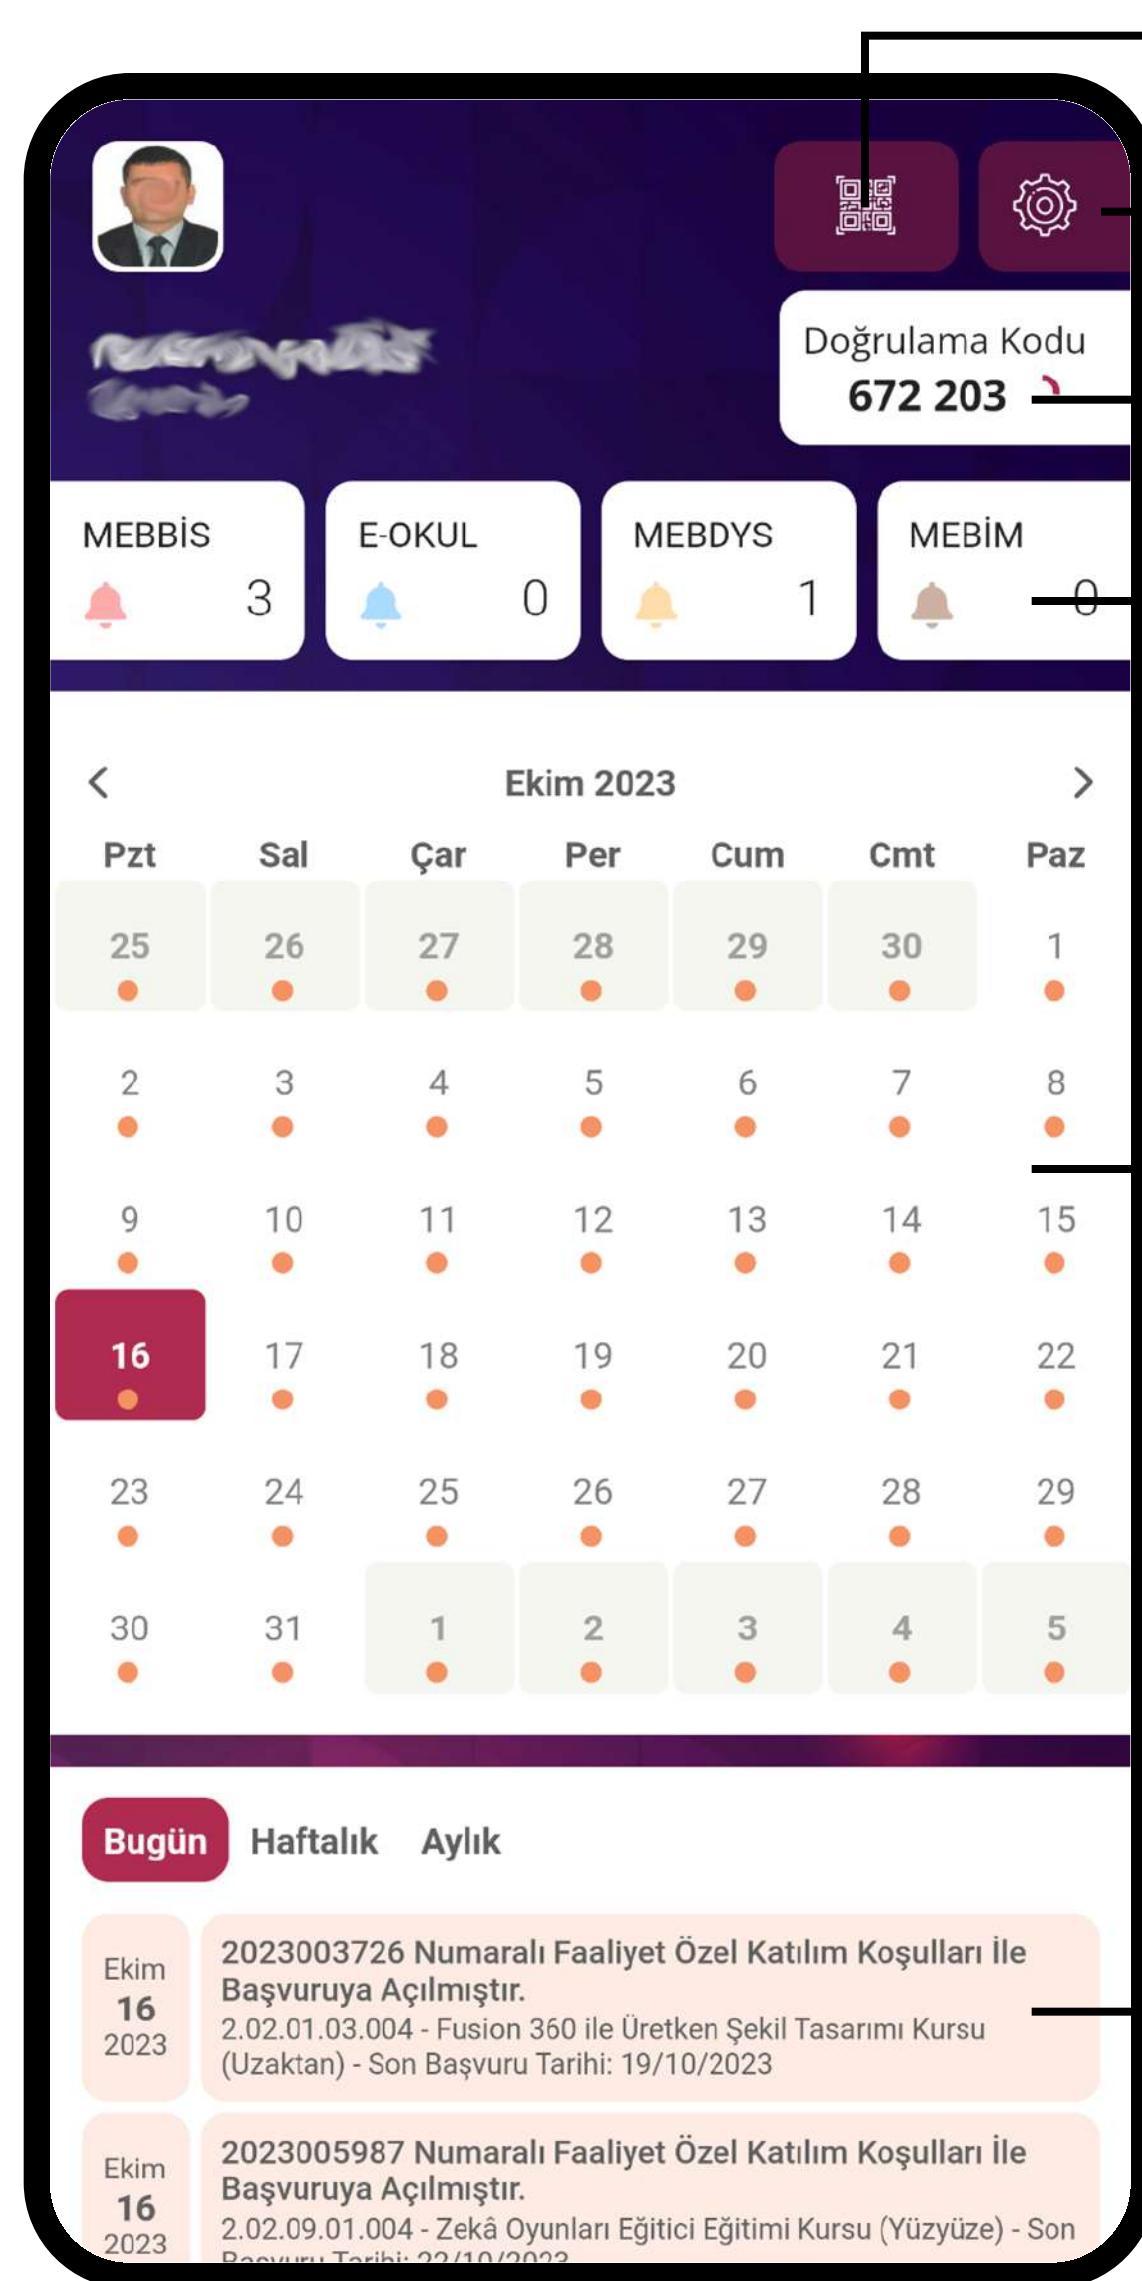 Doğrulama Kodu
672 203
MEBBİS
E-OKUL
MEBDYS
MEBİM
3
0
1
0
Ekim 2023
Pzt Sal Çar Per Cum Cmt Paz
25 26 27 28 29 30 1
2 3 4 5 6 7 8
9 10 11 12 13 14 15
16 17 18 19 20 21 22
23 24 25 26 27 28 29
30 31 1 2 3 4 5
Bugün Haftalık Aylık
Ekim
16
2023
2023003726 Numaralı Faaliyet Özel Katılım Koşulları İle
Başvuruya Açılmıştır.
2.02.01.03.004 - Fusion 360 ile Üretken Şekil Tasarımı Kursu
(Uzaktan) - Son Başvuru Tarihi: 19/10/2023
Ekim
16
2023
2023005987 Numaralı Faaliyet Özel Katılım Koşulları İle
Başvuruya Açılmıştır.
2.02.09.01.004 - Zekâ Oyunları Eğitici Eğitimi Kursu (Yüzyüze) - Son
Başvuru Tarihi: 22/10/2023